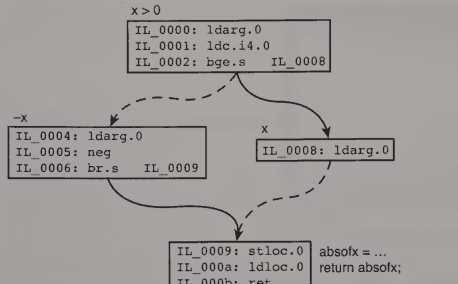 x > 0
IL_0000: ldarg.0
IL_0001: ldc.i4.0
IL_0002: bge.s IL_0008
-x
IL_0004: ldarg.0
IL_0005: neg
IL_0006: br.s IL_0009
x
IL_0008: ldarg.0
IL_0009: stloc.0
IL_000a: ldloc.0
IL_000b: ret
absofx = ...
return absofx;